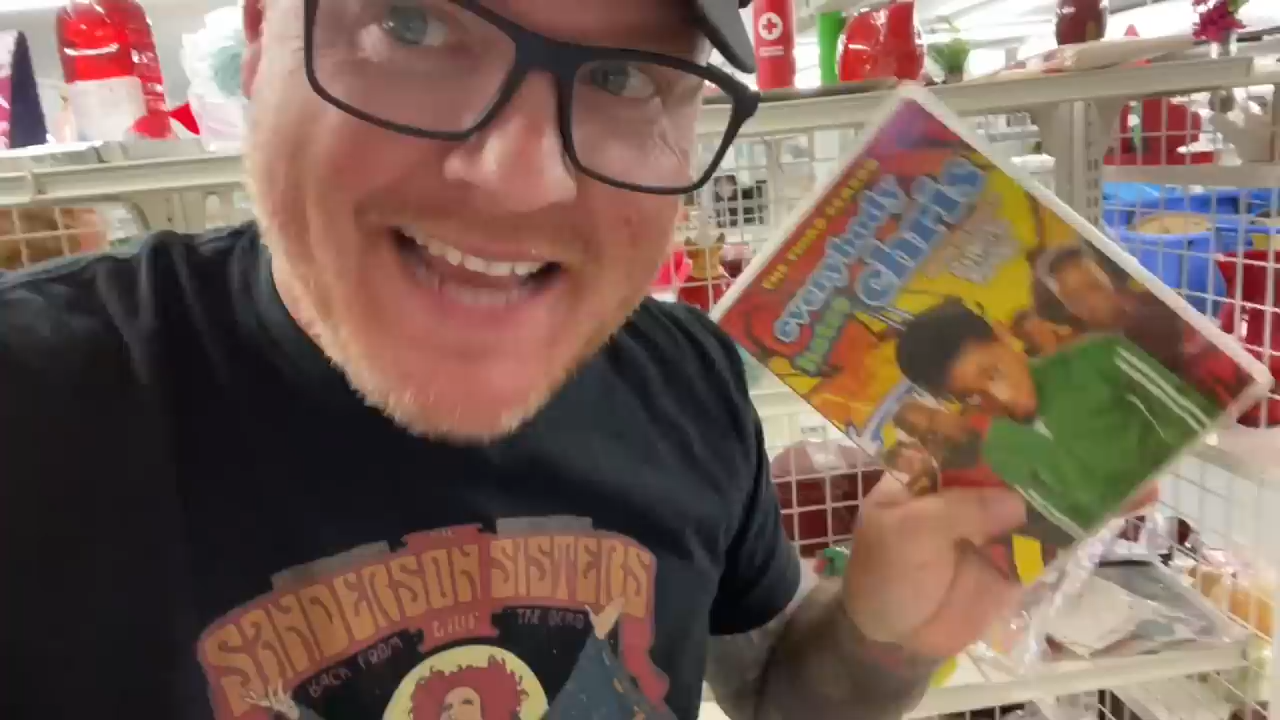 THE THIRD SEASON
everybody
hates
Chris
SANDERSON SISTERS
BACK FROM
THE DEAD